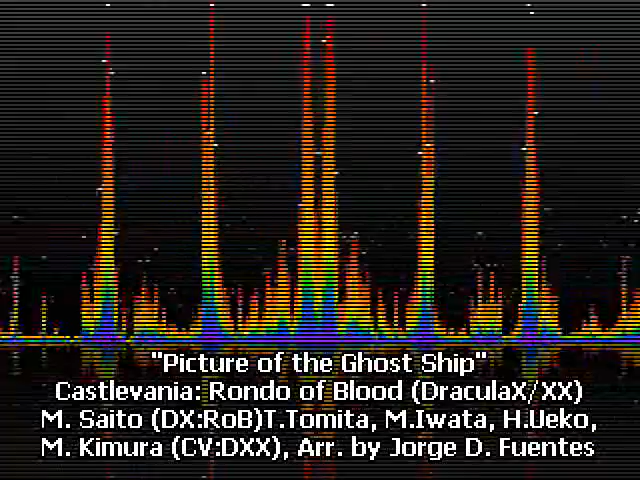 "Picture of the Ghost Ship"
Castlevania: Rondo of Blood (DraculaX/XX)
M. Saito (DX:RoB)T.Tomita, M.Iwata, H.Ueko,
M. Kimura (CV:DXX), Arr. by Jorge D. Fuentes